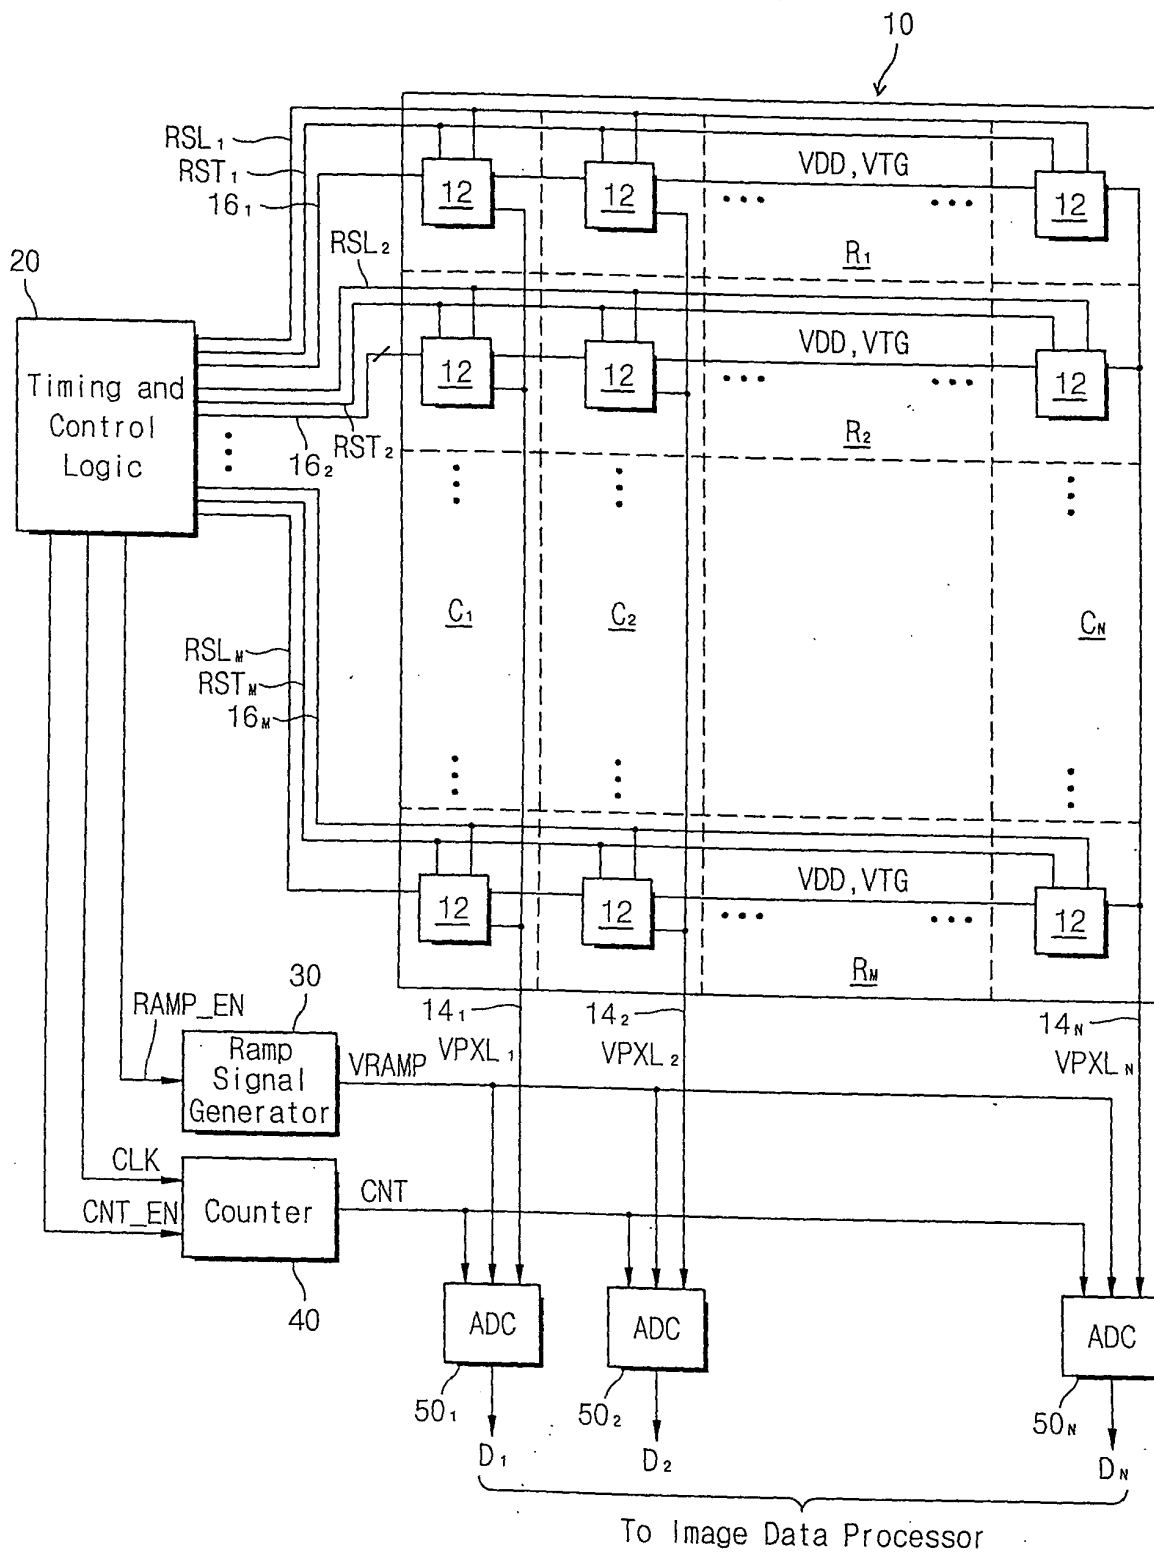 10
RSL1
RST1
161
12 12 VDD,VTG 12
R1
20
RSL2
Timing and
Control
Logic
12 12 VDD,VTG 12
162 RST2
R2
C1 C2 CN
RSLM
RSTM
16M
12 12 VDD,VTG 12
RM
141 142 14N
RAMP_EN
30
Ramp
Signal
Generator
VRAMP
VPXL1 VPXL2 VPXLN
CLK
CNT_EN
Counter
CNT
40
ADC ADC ADC
501 502 50N
D1 D2 DN
To Image Data Processor